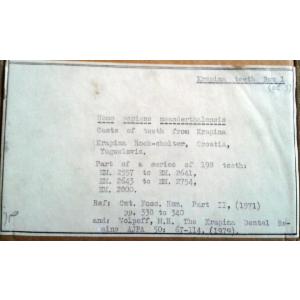 Krapina teeth Box 1
Homo sapiens neanderthalensis
Casts of teeth from Krapina
Krapina Rock-shelter, Croatia,
Yugoslavia.
Part of a series of 198 teeth:
EM. 2557 to EM. 2641,
EM. 2643 to EM. 2754,
EM. 2800.
Ref: Cat. Foss. Hom. Part II, (1971)
pp. 330 to 340
and: Wolpoff, M.H. The Krapina Dental Re-
mains AJPA 50: 67-114, (1979).